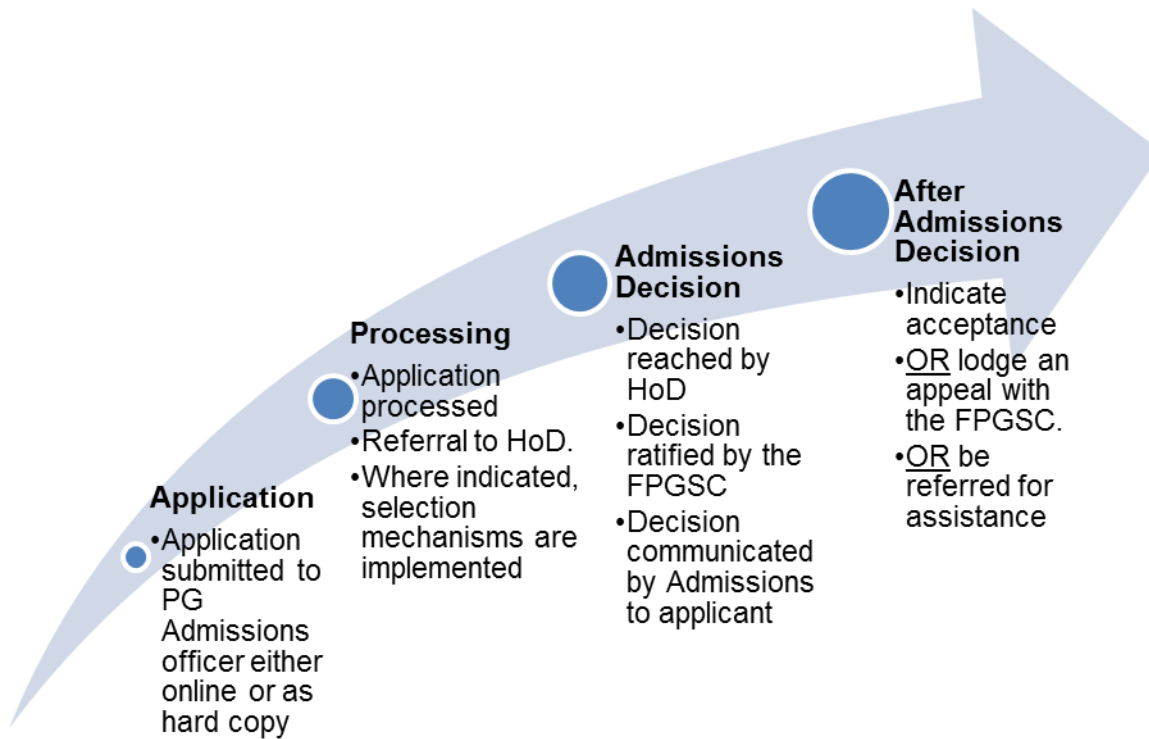 Application
•Application
submitted to
PG
Admissions
officer either
online or as
hard copy
Processing
•Application
processed
•Referral to HoD.
•Where indicated,
selection
mechanisms are
implemented
Admissions
Decision
•Decision
reached by
HoD
•Decision
ratified by the
FPGSC
•Decision
communicated
by Admissions
to applicant
After
Admissions
Decision
•Indicate
acceptance
•OR lodge an
appeal with
the FPGSC.
•OR be
referred for
assistance